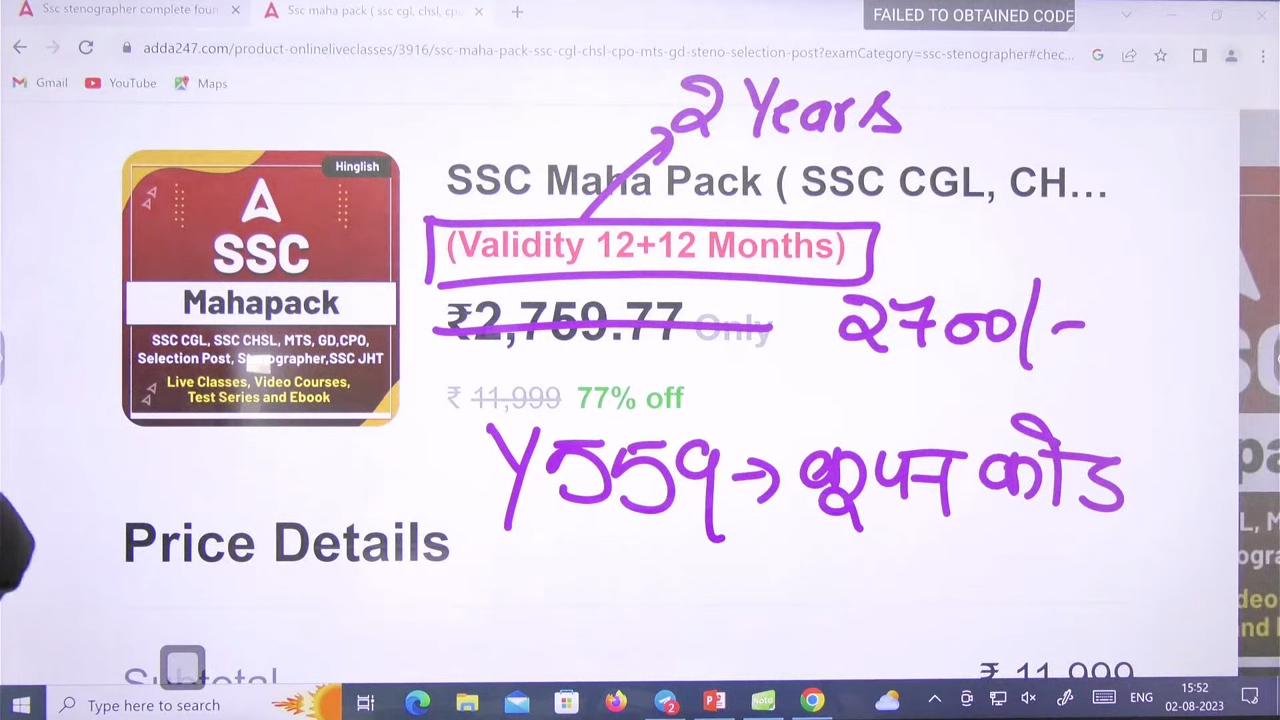 Ssc stenographer complete foun
Ssc maha pack ( ssc cgl, chsl, cp
FAILED TO OBTAINED CODE
adda247.com/product-onlineliveclasses/3916/ssc-maha-pack-ssc-cgl-chsl-cpo-mts-gd-steno-selection-post?examCategory=ssc-stenographer#chec...
Gmail YouTube Maps
2 Years
Hinglish
SSC
Mahapack
SSC CGL, SSC CHSL, MTS, GD,CPO,
Selection Post, Stenographer,SSC JHT
Live Classes, Video Courses,
Test Series and Ebook
SSC Maha Pack ( SSC CGL, CH...
(Validity 12+12 Months)
₹2,759.77 Only
2700/-
₹ 11,999 77% off
Y559→ कूपन कोड
Price Details
Subtotal ₹ 11,999
Type here to search
ENG
15:52
02-08-2023